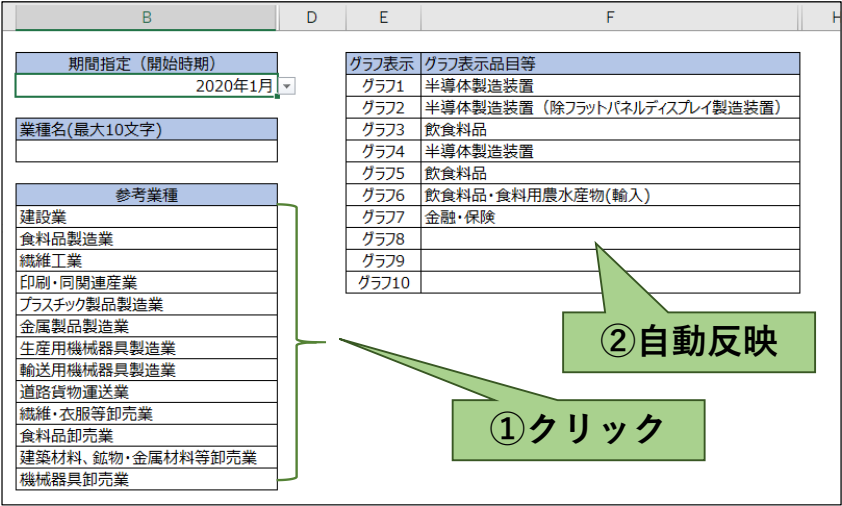 B D E F H
期間指定（開始時期）
2020年1月
業種名(最大10文字)
参考業種
建設業
食料品製造業
繊維工業
印刷・同関連産業
プラスチック製品製造業
金属製品製造業
生産用機械器具製造業
輸送用機械器具製造業
道路貨物運送業
繊維・衣服等卸売業
食料品卸売業
建築材料、鉱物・金属材料等卸売業
機械器具卸売業
グラフ表示 グラフ表示品目等
グラフ1 半導体製造装置
グラフ2 半導体製造装置（除フラットパネルディスプレイ製造装置）
グラフ3 飲食料品
グラフ4 半導体製造装置
グラフ5 飲食料品
グラフ6 飲食料品・食料用農水産物(輸入)
グラフ7 金融・保険
グラフ8
グラフ9
グラフ10
②自動反映
①クリック